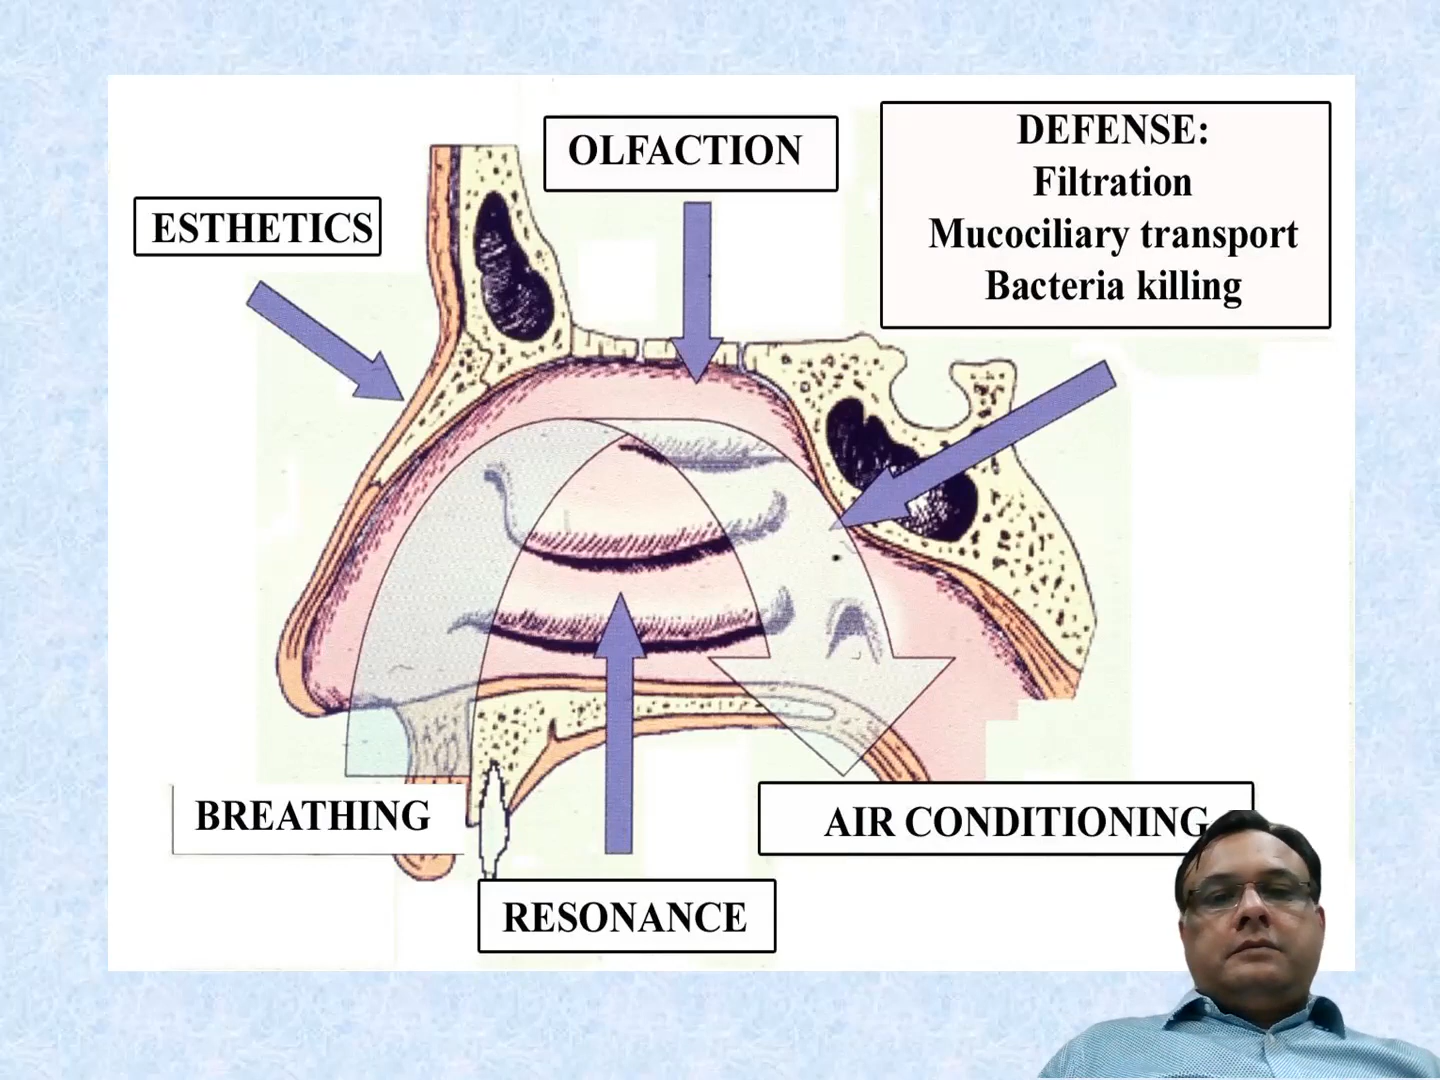 OLFACTION
DEFENSE:
Filtration
Mucociliary transport
Bacteria killing
ESTHETICS
BREATHING
AIR CONDITIONING
RESONANCE